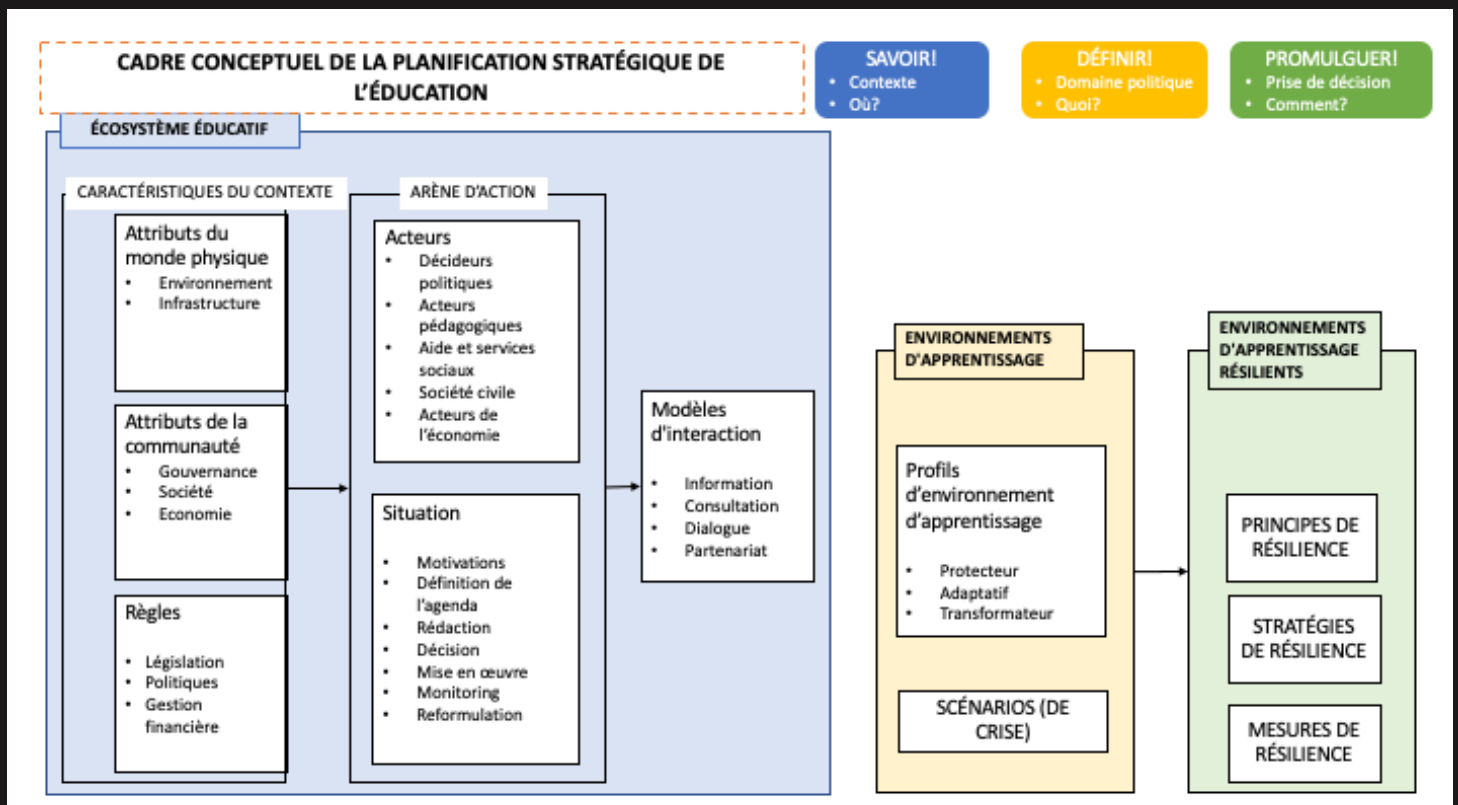 CADRE CONCEPTUEL DE LA PLANIFICATION STRATÉGIQUE DE
L'ÉDUCATION
SAVOIR!
• Contexte
• Où?
DÉFINIR!
• Domaine politique
• Quoi?
PROMULGUER!
• Prise de décision
• Comment?
ÉCOSYSTÈME ÉDUCATIF
CARACTÉRISTIQUES DU CONTEXTE
Attributs du
monde physique
• Environnement
• Infrastructure
Attributs de la
communauté
• Gouvernance
• Société
• Economie
Règles
• Législation
• Politiques
• Gestion
financière
ARÈNE D'ACTION
Acteurs
• Décideurs
politiques
• Acteurs
pédagogiques
• Aide et services
sociaux
• Société civile
• Acteurs de
l'économie
Situation
• Motivations
• Définition de
l'agenda
• Rédaction
• Décision
• Mise en œuvre
• Monitoring
• Reformulation
Modèles
d'interaction
• Information
• Consultation
• Dialogue
• Partenariat
ENVIRONNEMENTS
D'APPRENTISSAGE
Profils
d'environnement
d'apprentissage
• Protecteur
• Adaptatif
• Transformateur
SCÉNARIOS (DE
CRISE)
ENVIRONNEMENTS
D'APPRENTISSAGE
RÉSILIENTS
PRINCIPES DE
RÉSILIENCE
STRATÉGIES
DE RÉSILIENCE
MESURES DE
RÉSILIENCE